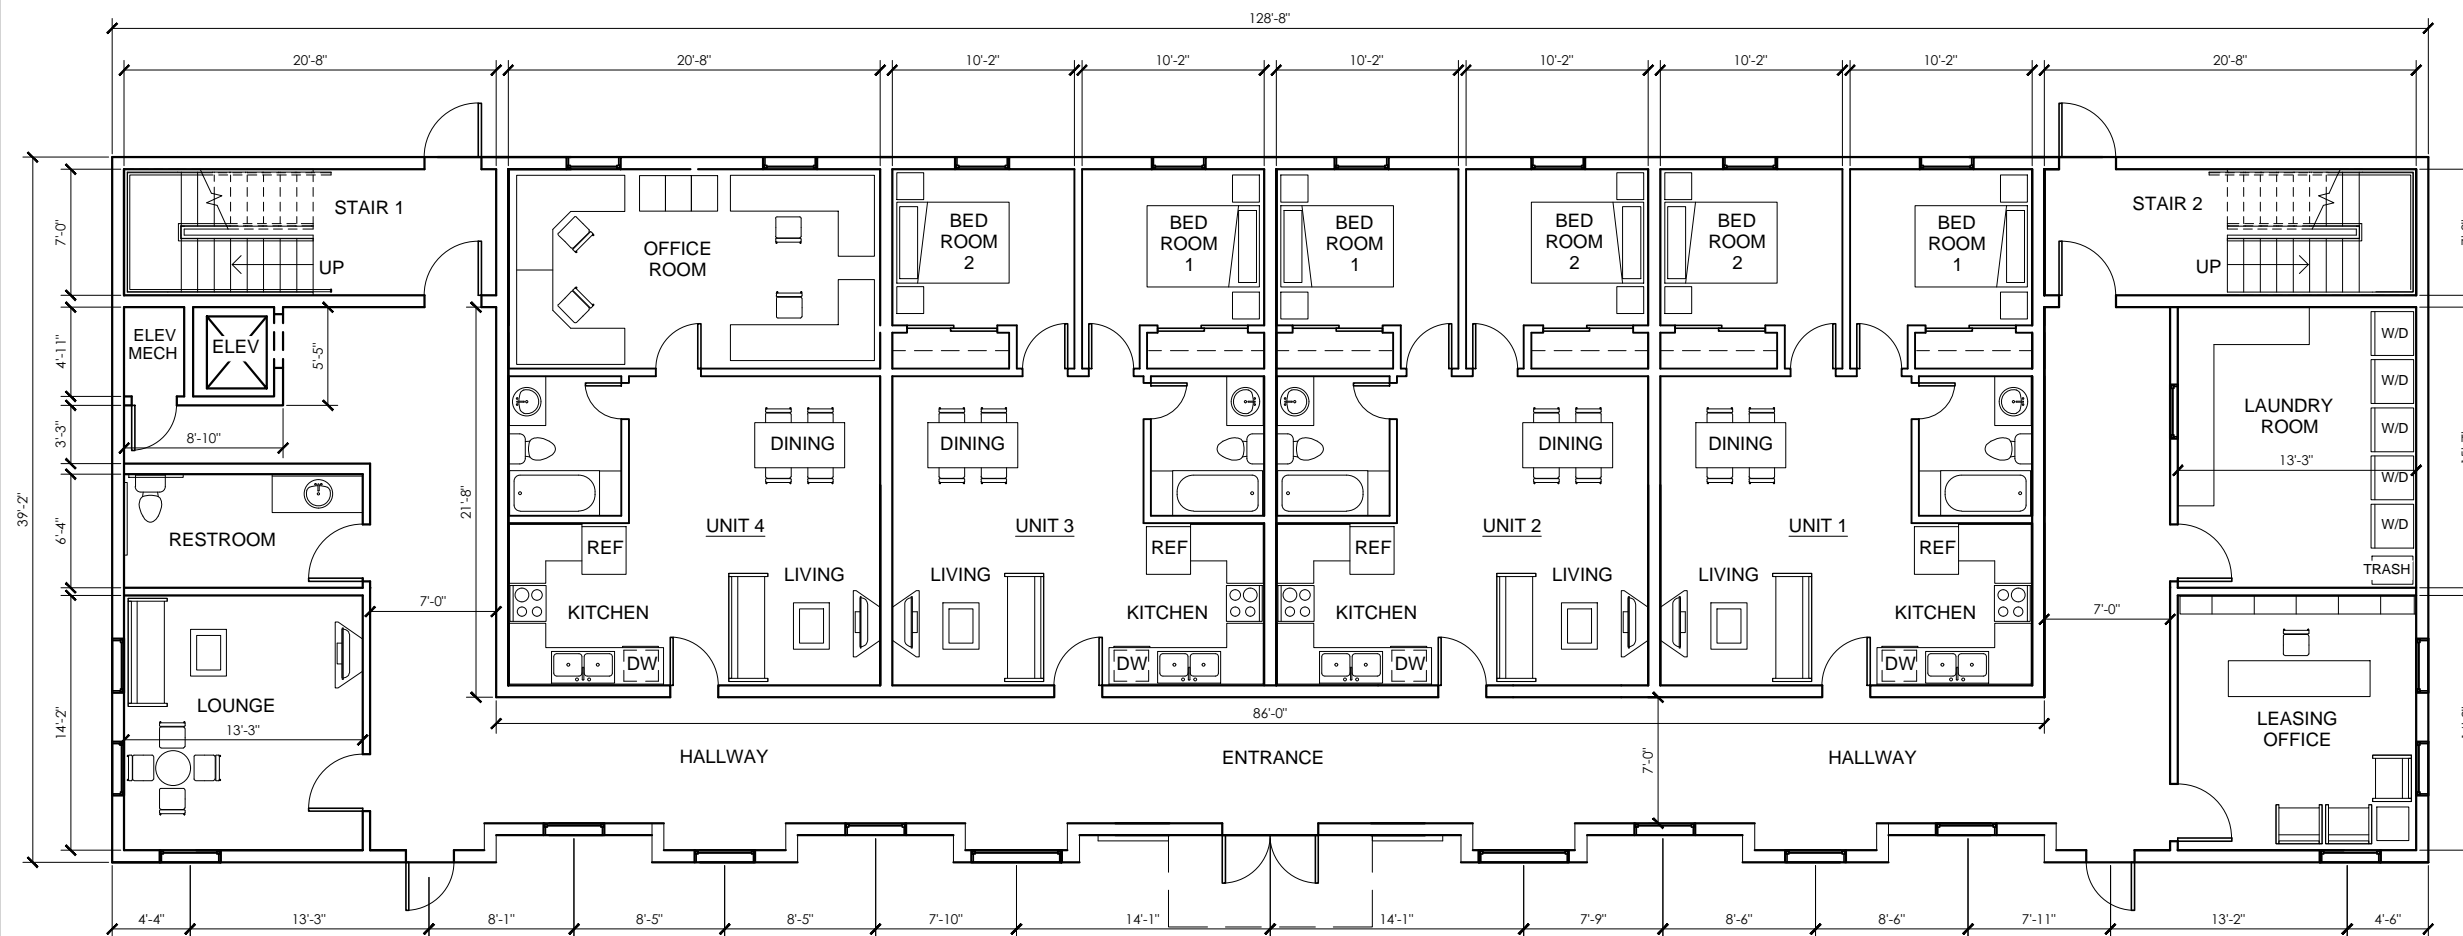 128'-8"
20'-8"
20'-8"
10'-2"
10'-2"
10'-2"
10'-2"
10'-2"
10'-2"
20'-8"
39'-2"
7'-0"
4'-11"
3'-3"
6'-4"
14'-2"
STAIR 1
UP
ELEV
MECH
ELEV
5'-5"
8'-10"
RESTROOM
21'-8"
7'-0"
LOUNGE
13'-3"
OFFICE
ROOM
DINING
UNIT 4
REF
LIVING
KITCHEN
DW
BED
ROOM
2
BED
ROOM
1
DINING
UNIT 3
REF
LIVING
KITCHEN
DW
BED
ROOM
1
BED
ROOM
2
DINING
UNIT 2
REF
LIVING
KITCHEN
DW
BED
ROOM
2
BED
ROOM
1
DINING
UNIT 1
REF
LIVING
KITCHEN
DW
STAIR 2
UP
LAUNDRY
ROOM
W/D
W/D
W/D
W/D
W/D
TRASH
13'-3"
7'-0"
LEASING
OFFICE
86'-0"
7'-0"
HALLWAY
ENTRANCE
HALLWAY
4'-4"
13'-3"
8'-1"
8'-5"
8'-5"
7'-10"
14'-1"
14'-1"
7'-9"
8'-6"
8'-6"
7'-11"
13'-2"
4'-6"